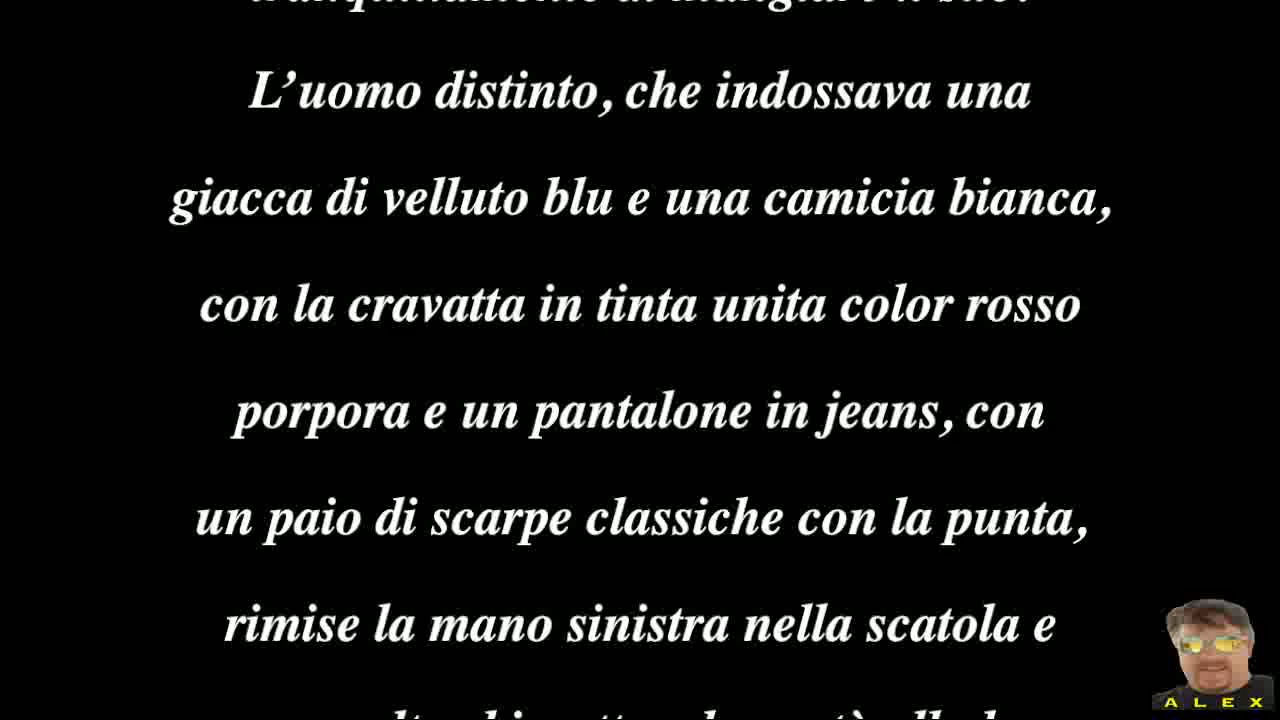 L’uomo distinto, che indossava una
giacca di velluto blu e una camicia bianca,
con la cravatta in tinta unita color rosso
porpora e un pantalone in jeans, con
un paio di scarpe classiche con la punta,
rimise la mano sinistra nella scatola e
ALEX